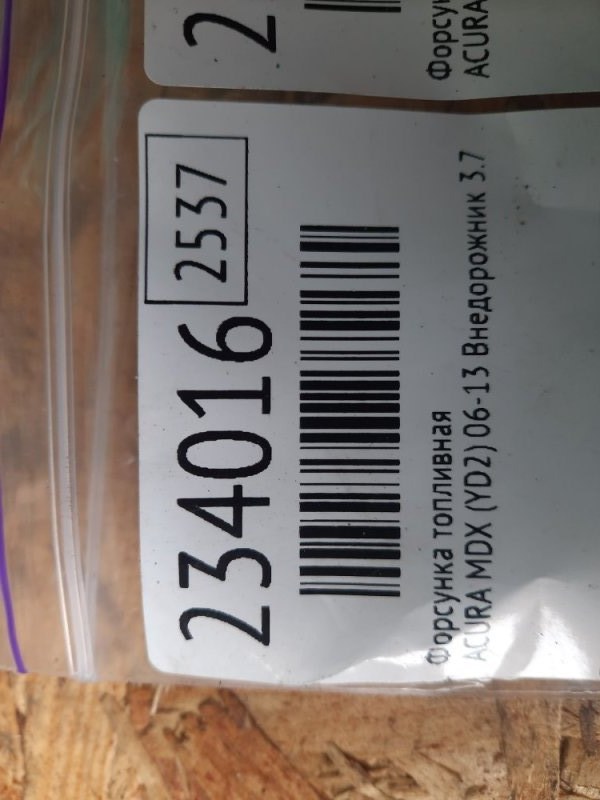 234016 2537
Форсунка топливная
ACURA MDX (YD2) 06-13 Внедорожник 3.7
2
Форсу
ACURA